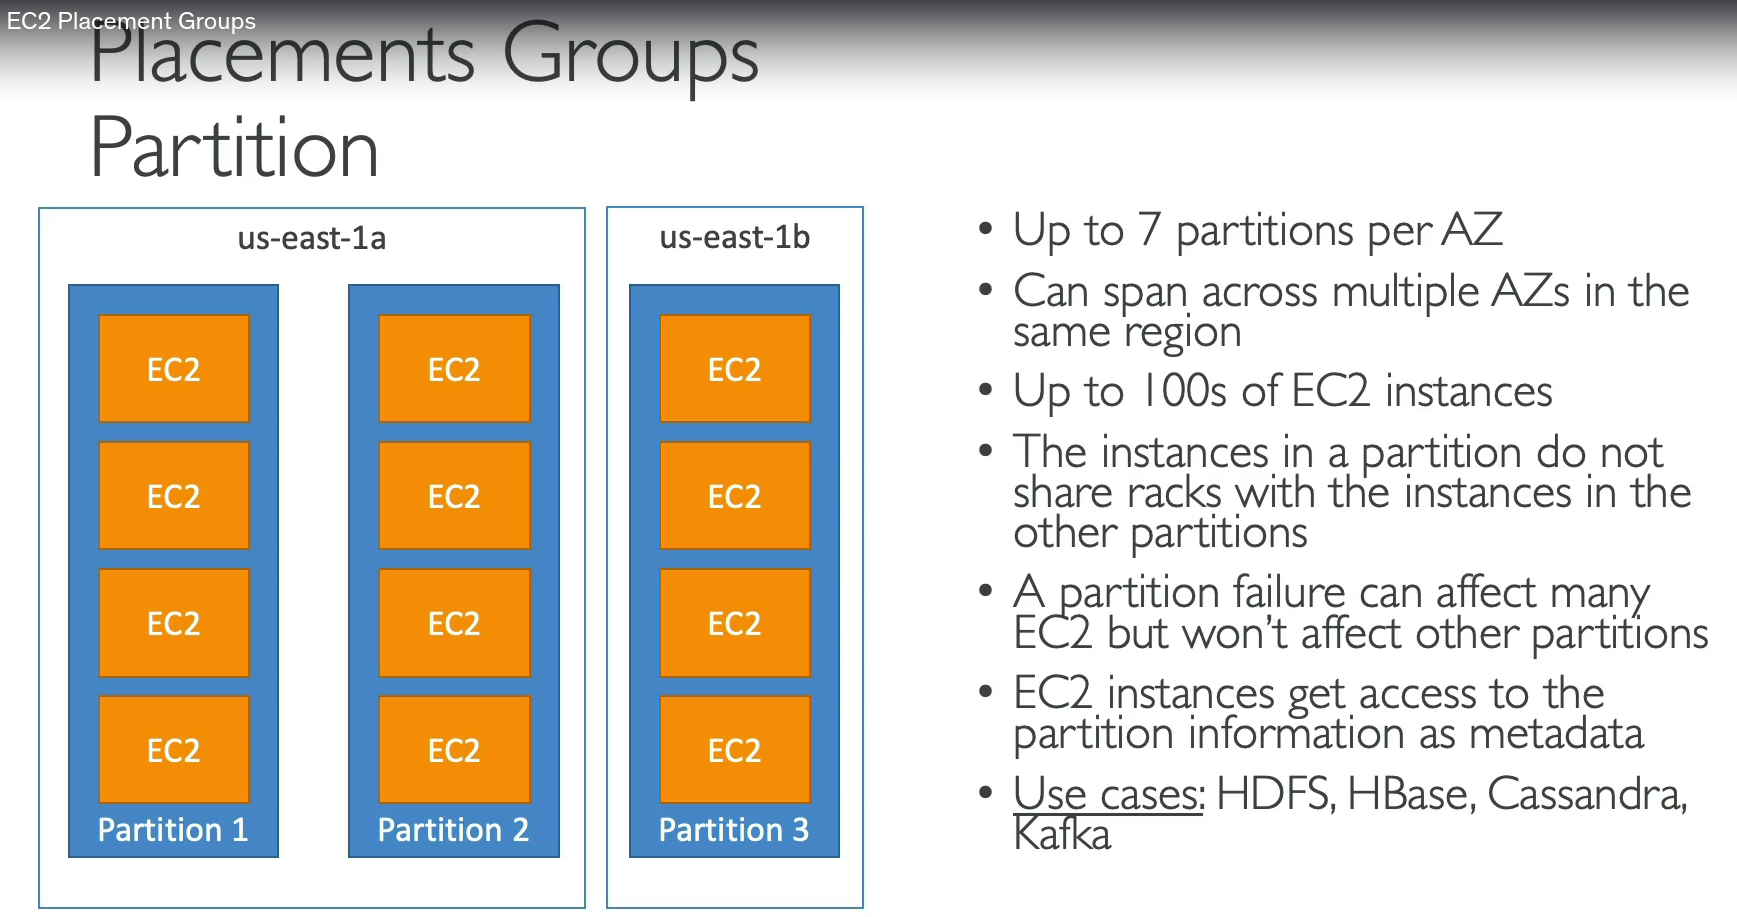 EC2 Placement Groups
Placements Groups
Partition
us-east-1a
EC2
EC2
EC2
EC2
Partition 1
EC2
EC2
EC2
EC2
Partition 2
us-east-1b
EC2
EC2
EC2
EC2
Partition 3
• Up to 7 partitions per AZ
• Can span across multiple AZs in the
same region
• Up to 100s of EC2 instances
• The instances in a partition do not
share racks with the instances in the
other partitions
• A partition failure can affect many
EC2 but won’t affect other partitions
• EC2 instances get access to the
partition information as metadata
• Use cases: HDFS, HBase, Cassandra,
Kafka